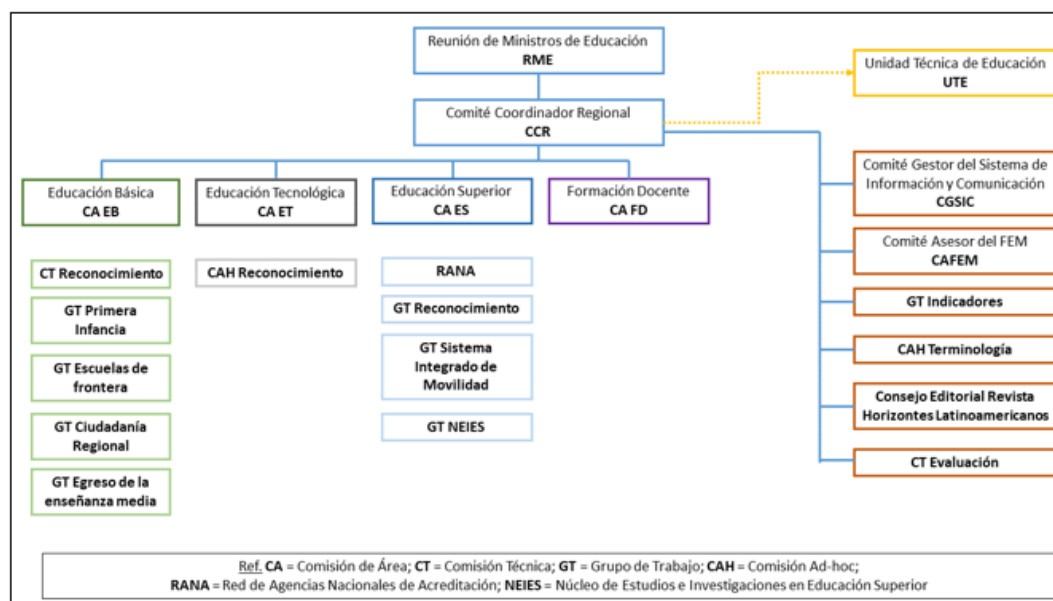 Reunión de Ministros de Educación
RME
Unidad Técnica de Educación
UTE
Comité Coordinador Regional
CCR
Educación Básica
CA EB
Educación Tecnológica
CA ET
Educación Superior
CA ES
Formación Docente
CA FD
Comité Gestor del Sistema de
Información y Comunicación
CGSIC
Comité Asesor del FEM
CAFEM
GT Indicadores
CAH Terminología
Consejo Editorial Revista
Horizontes Latinoamericanos
CT Evaluación
CT Reconocimiento
GT Primera
Infancia
GT Escuelas de
frontera
GT Ciudadanía
Regional
GT Egreso de la
enseñanza media
CAH Reconocimiento
RANA
GT Reconocimiento
GT Sistema
Integrado de
Movilidad
GT NEIES
Ref. CA = Comisión de Área; CT = Comisión Técnica; GT = Grupo de Trabajo; CAH = Comisión Ad-hoc;
RANA = Red de Agencias Nacionales de Acreditación; NEIES = Núcleo de Estudios e Investigaciones en Educación Superior